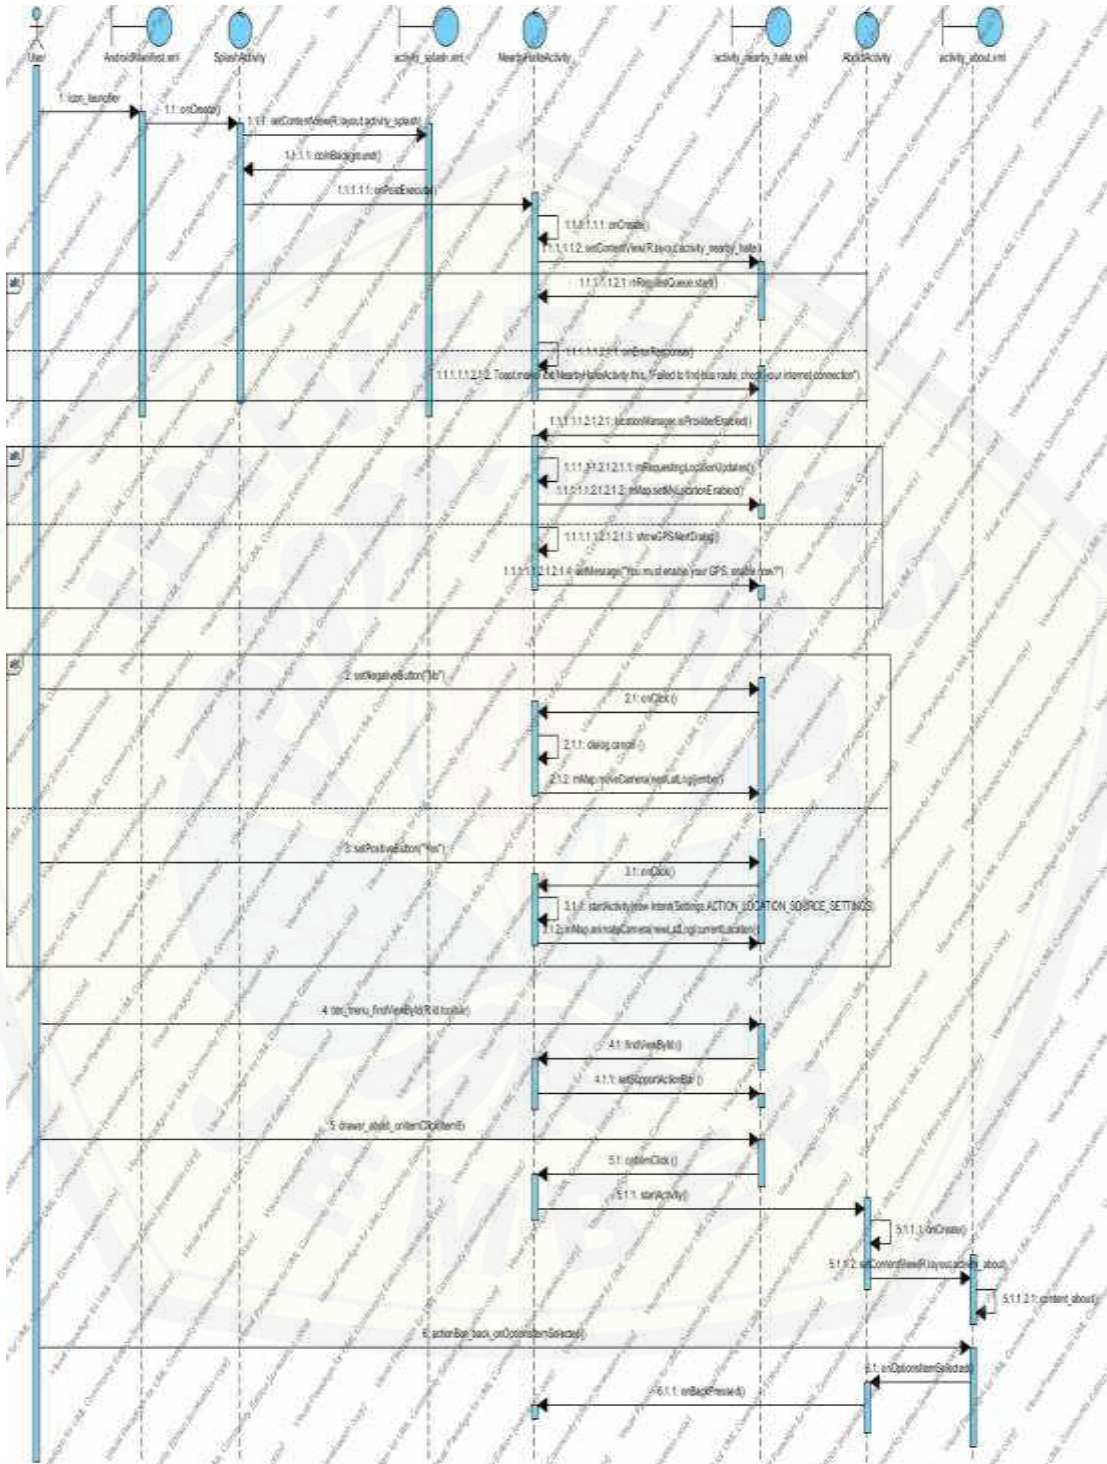 User
AndroidManifest.xml
SplashActivity
activity_splash.xml
NearbyHalteActivity
activity_nearby_halte.xml
AboutActivity
activity_about.xml
1: icon_launcher
1.1: onCreate()
1.1.1: setContentView(R.layout.activity_splash)
1.1.1.1: doInBackground()
1.1.1.1.1: onPostExecute()
1.1.1.1.1.1: onCreate()
1.1.1.1.1.2: setContentView(R.layout.activity_nearby_halte)
alt
1.1.1.1.1.2.1: mRequestQueue.start()
1.1.1.1.1.2.1.1: onErrorResponse()
1.1.1.1.1.2.1.2: Toast.make NearbyHalteActivity.this, "Failed to find bus route, check your internet connection")
1.1.1.1.1.2.1.2.1: locationManager.isProviderEnabled()
alt
1.1.1.1.1.2.1.2.1.1: mRequestingLocationUpdates()
1.1.1.1.1.2.1.2.1.2: mMap.setMyLocationEnabled()
1.1.1.1.1.2.1.2.1.3: showGPSAlertDialog()
1.1.1.1.1.2.1.2.1.4: setMessage("You must enable your GPS, enable now?")
alt
2: setNegativeButton("No")
2.1: onClick()
2.1.1: dialog.cancel()
2.1.2: mMap.moveCamera(newLatLng(jember)
3: setPositiveButton("Yes")
3.1: onClick()
3.1.1: startActivity(new Intent(Settings.ACTION_LOCATION_SOURCE_SETTINGS)
3.1.2: mMap.animateCamera(newLatLng(currentLocation)
4: btn_menu_findViewById(R.id.toolbar)
4.1: findViewById()
4.1.1: setSupportActionBar()
5: drawer_about_onItemClick(item5)
5.1: onItemClick()
5.1.1: startActivity()
5.1.1.1: onCreate()
5.1.1.2: setContentView(R.layout.activity_about)
5.1.1.2.1: content_about()
6: actionBar_back_onOptionsItemSelected()
6.1: onOptionsItemSelected()
6.1.1: onBackPressed()